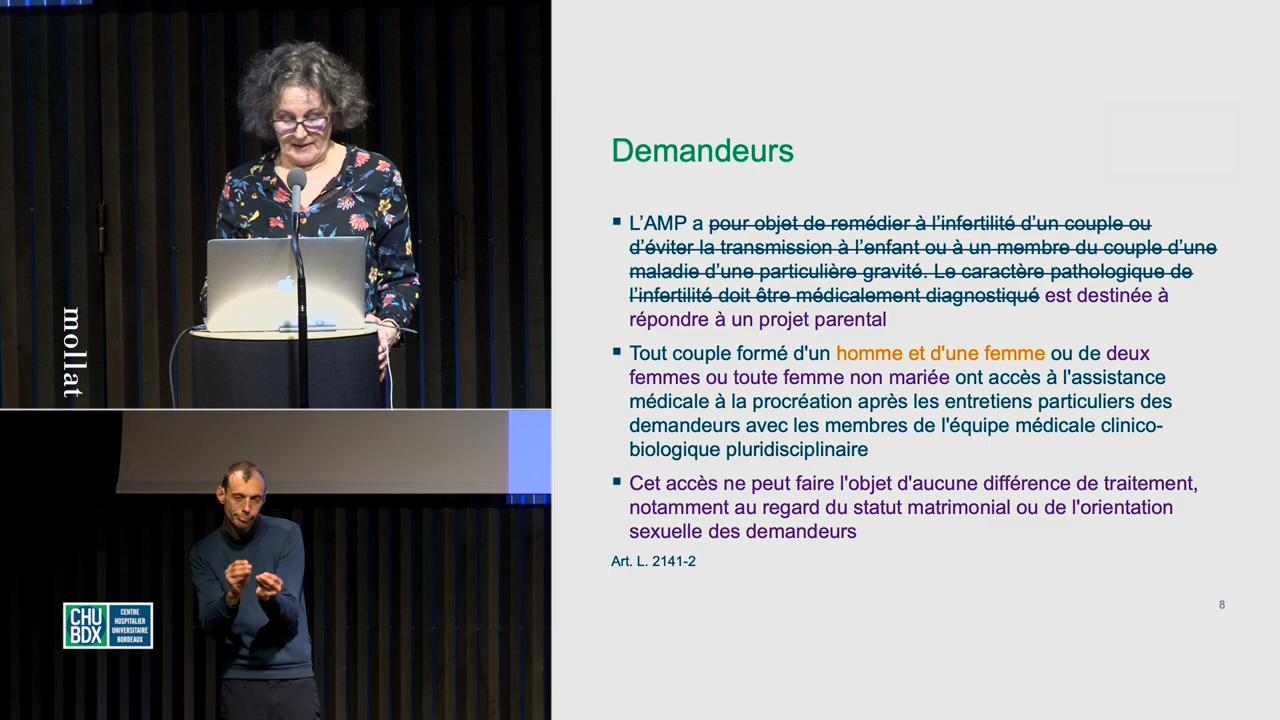 mollat
CHU
BDX
CENTRE
HOSPITALIER
UNIVERSITAIRE
BORDEAUX
Demandeurs
L’AMP a pour objet de remédier à l’infertilité d’un couple ou
d’éviter la transmission à l’enfant ou à un membre du couple d’une
maladie d’une particulière gravité. Le caractère pathologique de
l’infertilité doit être médicalement diagnostiqué est destinée à
répondre à un projet parental
Tout couple formé d'un homme et d'une femme ou de deux
femmes ou toute femme non mariée ont accès à l'assistance
médicale à la procréation après les entretiens particuliers des
demandeurs avec les membres de l'équipe médicale clinico-
biologique pluridisciplinaire
Cet accès ne peut faire l'objet d'aucune différence de traitement,
notamment au regard du statut matrimonial ou de l'orientation
sexuelle des demandeurs
Art. L. 2141-2
8